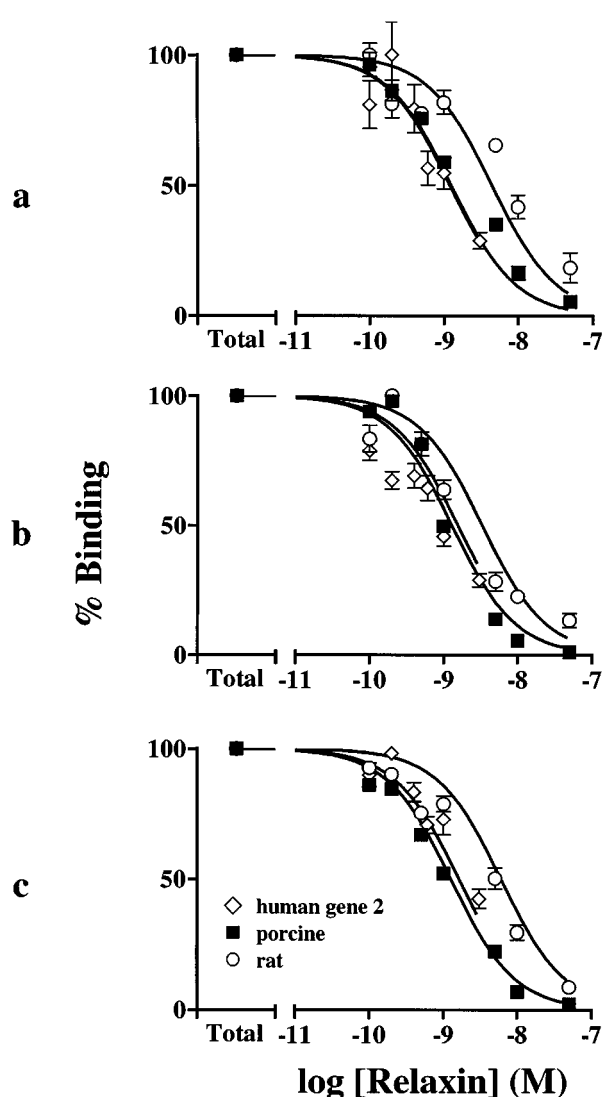 a
100
50
0
Total -11 -10 -9 -8 -7
b
% Binding
100
50
0
Total -11 -10 -9 -8 -7
c
100
50
0
human gene 2
porcine
rat
Total -11 -10 -9 -8 -7
log [Relaxin] (M)